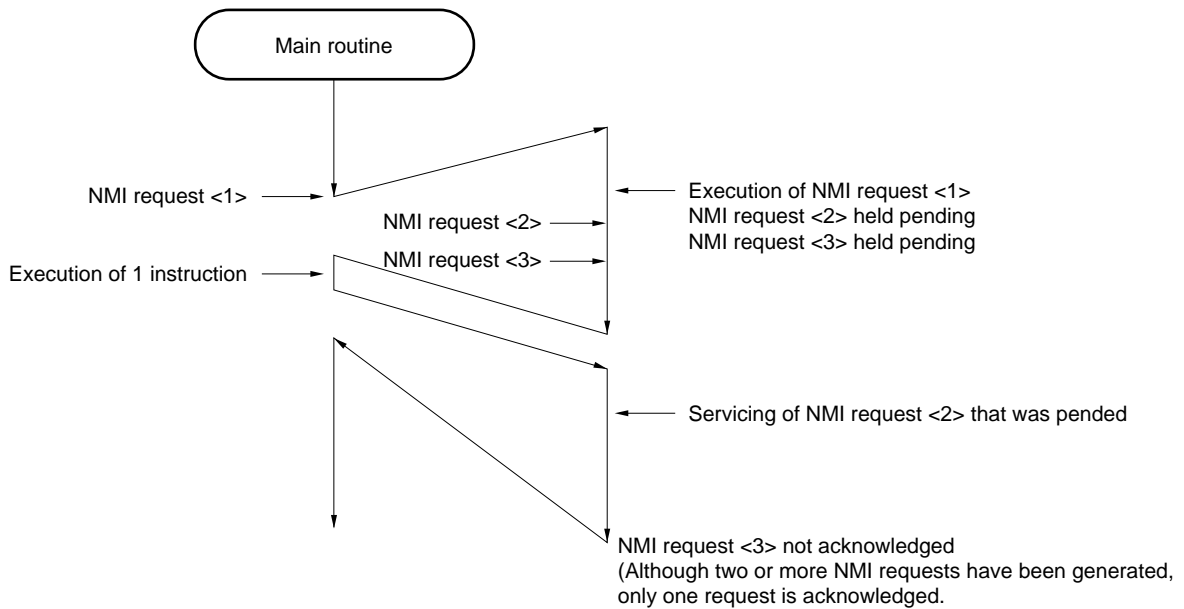 Main routine
NMI request <1>
Execution of NMI request <1>
NMI request <2> held pending
NMI request <3> held pending
NMI request <2>
NMI request <3>
Execution of 1 instruction
Servicing of NMI request <2> that was pended
NMI request <3> not acknowledged
(Although two or more NMI requests have been generated,
only one request is acknowledged.